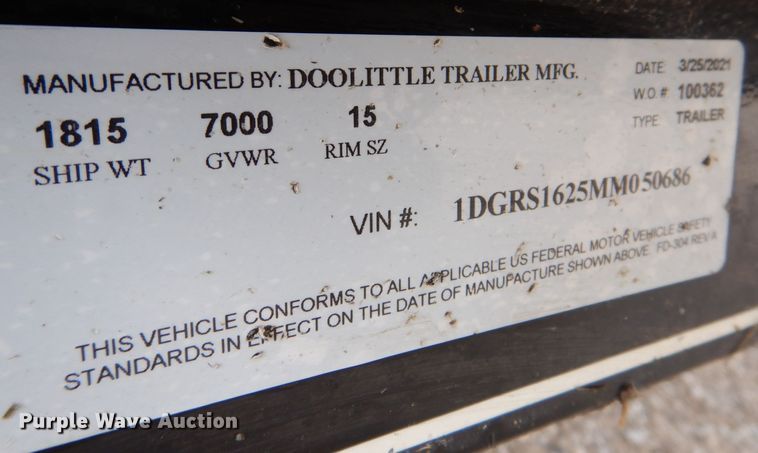 MANUFACTURED BY: DOOLITTLE TRAILER MFG.
DATE: 3/25/2021
W.O.# 100362
TYPE: TRAILER
1815 7000 15
SHIP WT GVWR RIM SZ
VIN #: 1DGRS1625MM050686
THIS VEHICLE CONFORMS TO ALL APPLICABLE US FEDERAL MOTOR VEHICLE SAFETY
STANDARDS IN EFFECT ON THE DATE OF MANUFACTURE SHOWN ABOVE FD-304 REV A
Purple Wave Auction